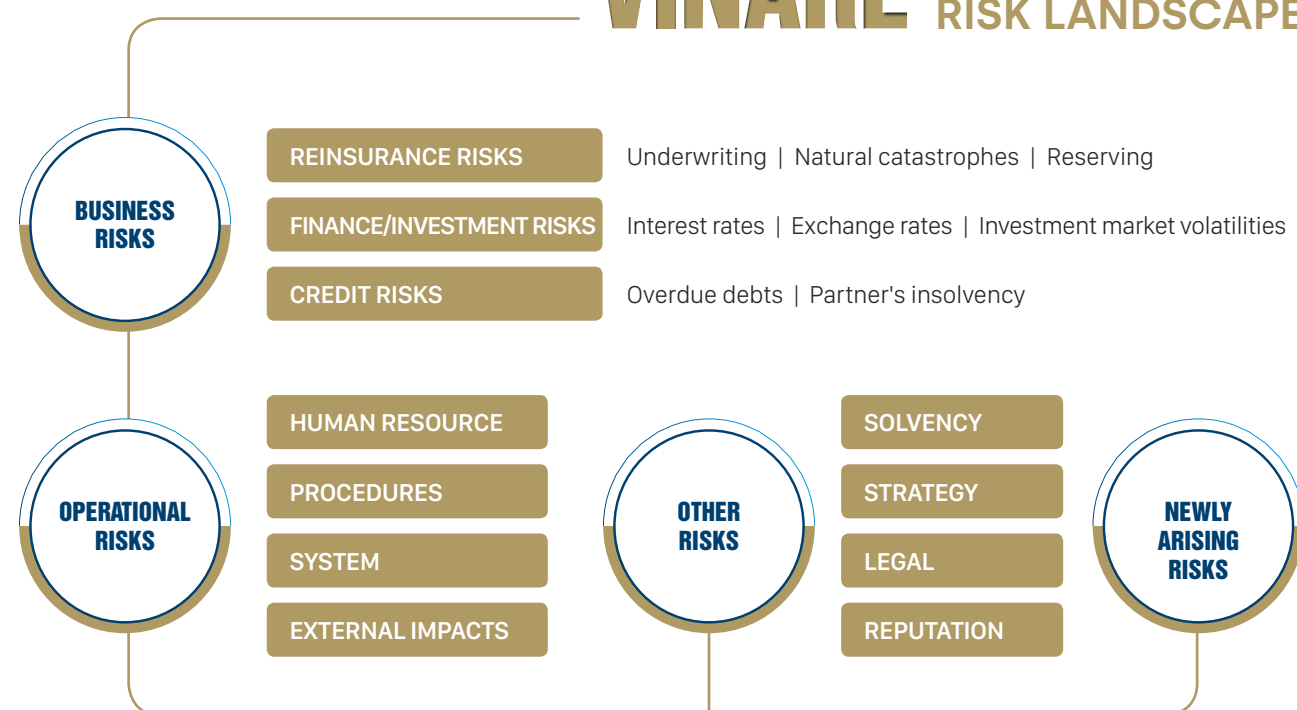 VINARE RISK LANDSCAPE
BUSINESS
RISKS
REINSURANCE RISKS
Underwriting | Natural catastrophes | Reserving
FINANCE/INVESTMENT RISKS
Interest rates | Exchange rates | Investment market volatilities
CREDIT RISKS
Overdue debts | Partner's insolvency
OPERATIONAL
RISKS
HUMAN RESOURCE
PROCEDURES
SYSTEM
EXTERNAL IMPACTS
OTHER
RISKS
SOLVENCY
STRATEGY
LEGAL
REPUTATION
NEWLY
ARISING
RISKS